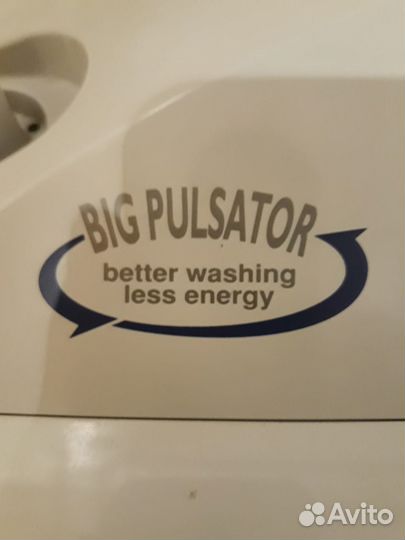 BIG PULSATOR
better washing
less energy
Avito